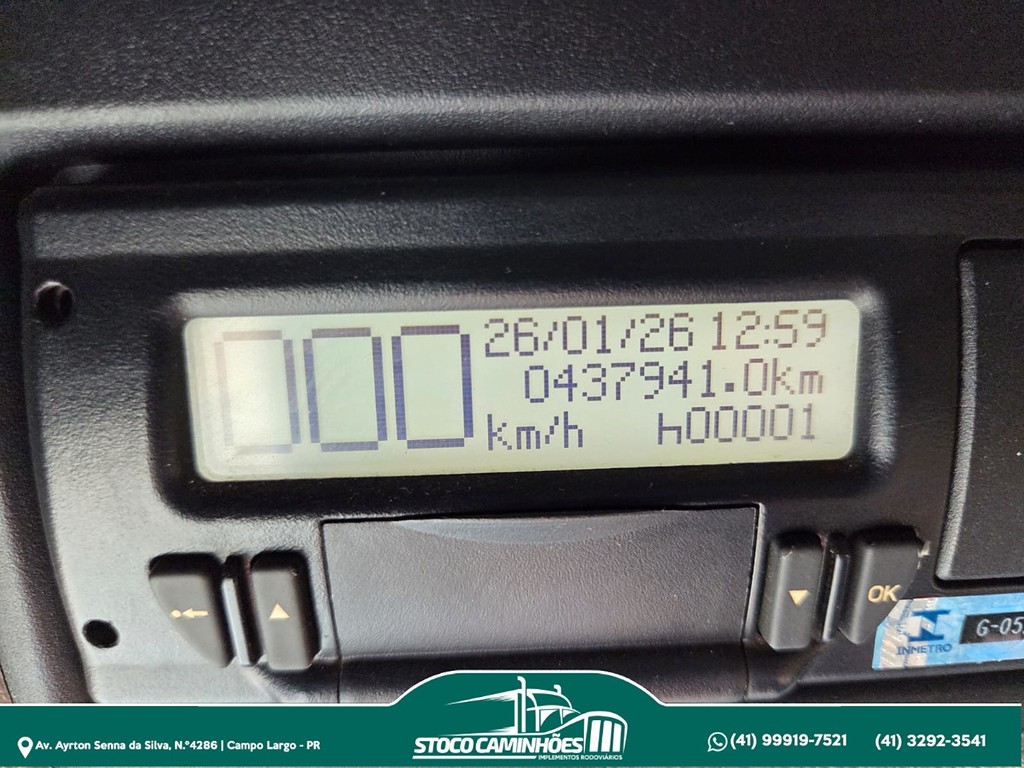 000
26/01/26 12:59
0437941.0km
km/h h00001
OK
INMETRO
G-05
STOCO CAMINHÕES
IMPLEMENTOS RODOVIÁRIOS
Av. Ayrton Senna da Silva, N.º4286 | Campo Largo - PR
(41) 99919-7521 (41) 3292-3541